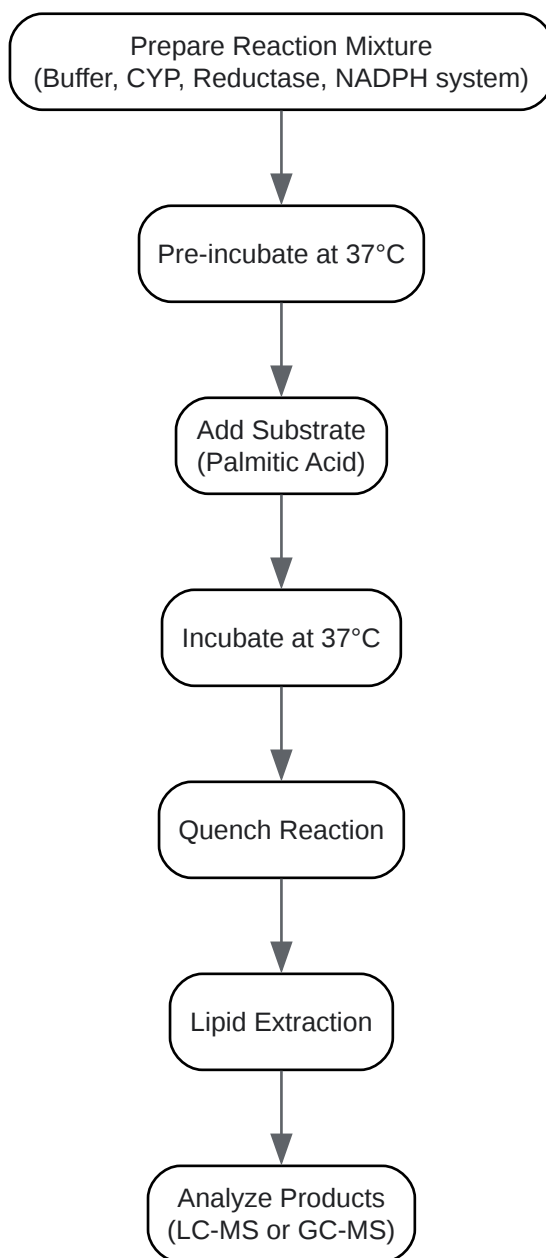 Prepare Reaction Mixture
(Buffer, CYP, Reductase, NADPH system)
Pre-incubate at 37°C
Add Substrate
(Palmitic Acid)
Incubate at 37°C
Quench Reaction
Lipid Extraction
Analyze Products
(LC-MS or GC-MS)